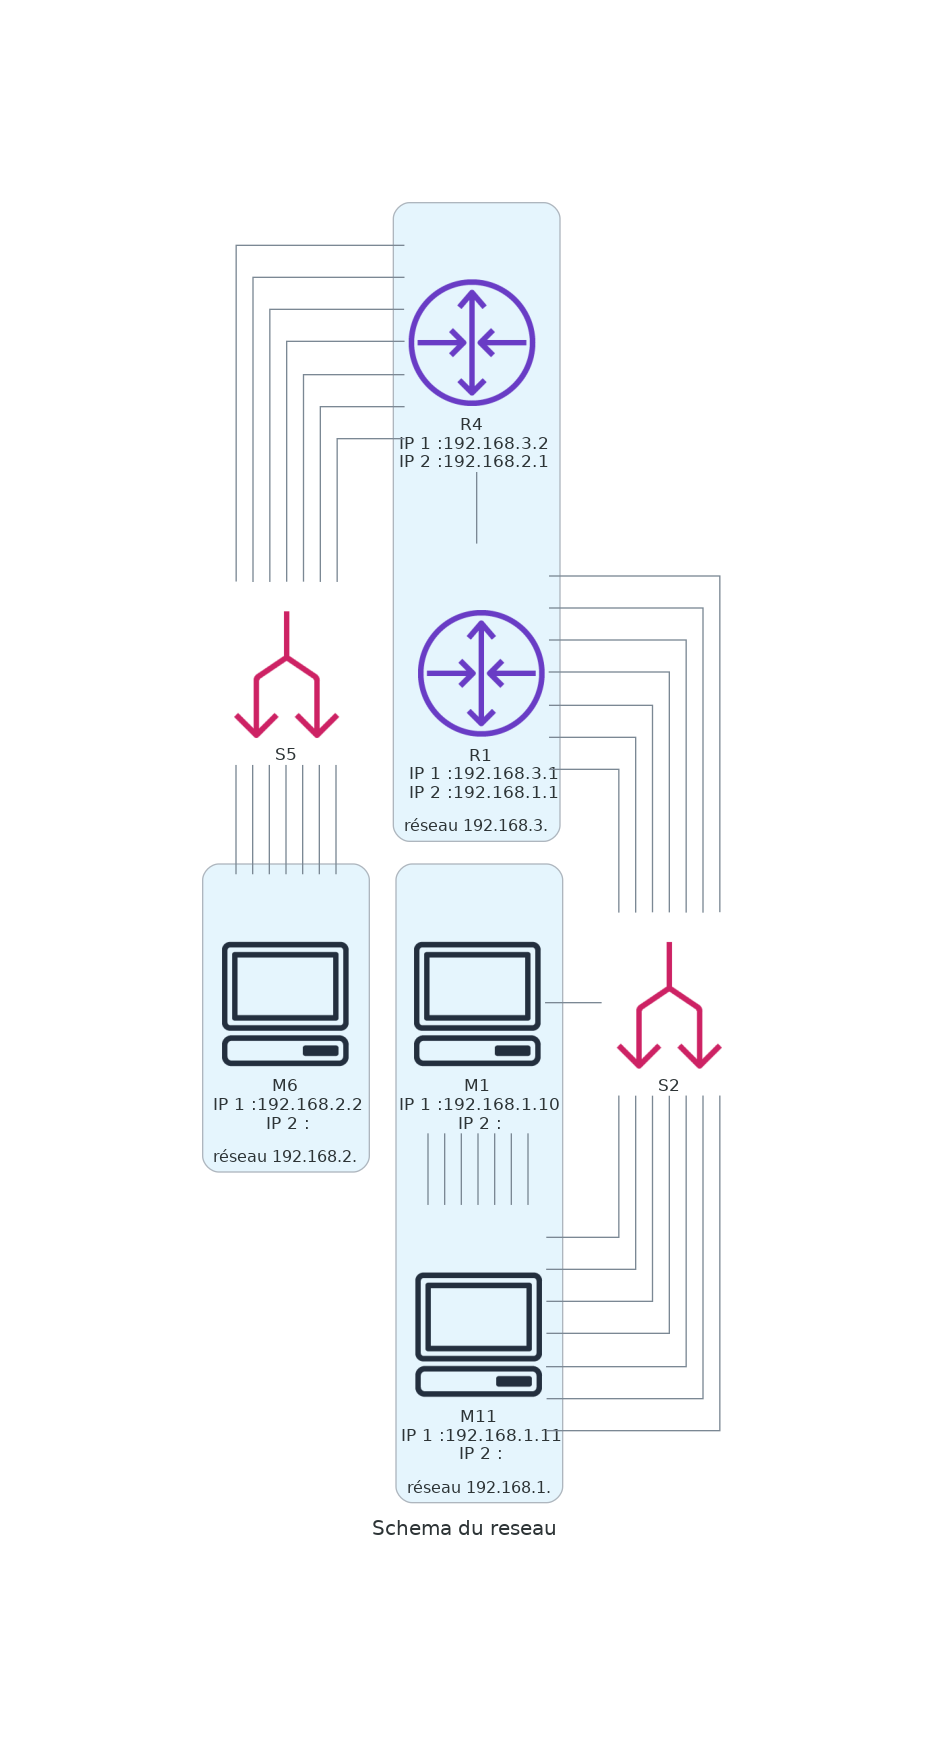 R4
IP 1 :192.168.3.2
IP 2 :192.168.2.1
R1
IP 1 :192.168.3.1
IP 2 :192.168.1.1
réseau 192.168.3.
S5
M6
IP 1 :192.168.2.2
IP 2 :
réseau 192.168.2.
M1
IP 1 :192.168.1.10
IP 2 :
S2
M11
IP 1 :192.168.1.11
IP 2 :
réseau 192.168.1.
Schema du reseau